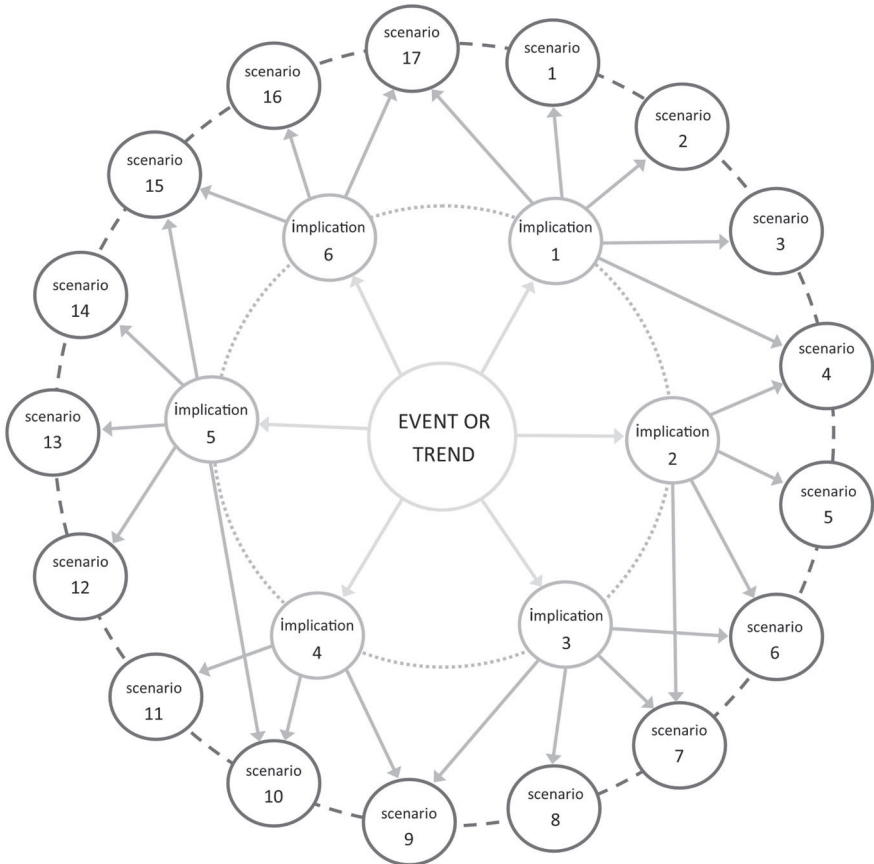 scenario
17
scenario
1
scenario
16
scenario
2
scenario
15
scenario
3
implication
6
implication
1
scenario
14
scenario
4
EVENT OR
TREND
implication
5
implication
2
scenario
13
scenario
5
scenario
12
scenario
6
implication
4
implication
3
scenario
11
scenario
7
scenario
10
scenario
8
scenario
9